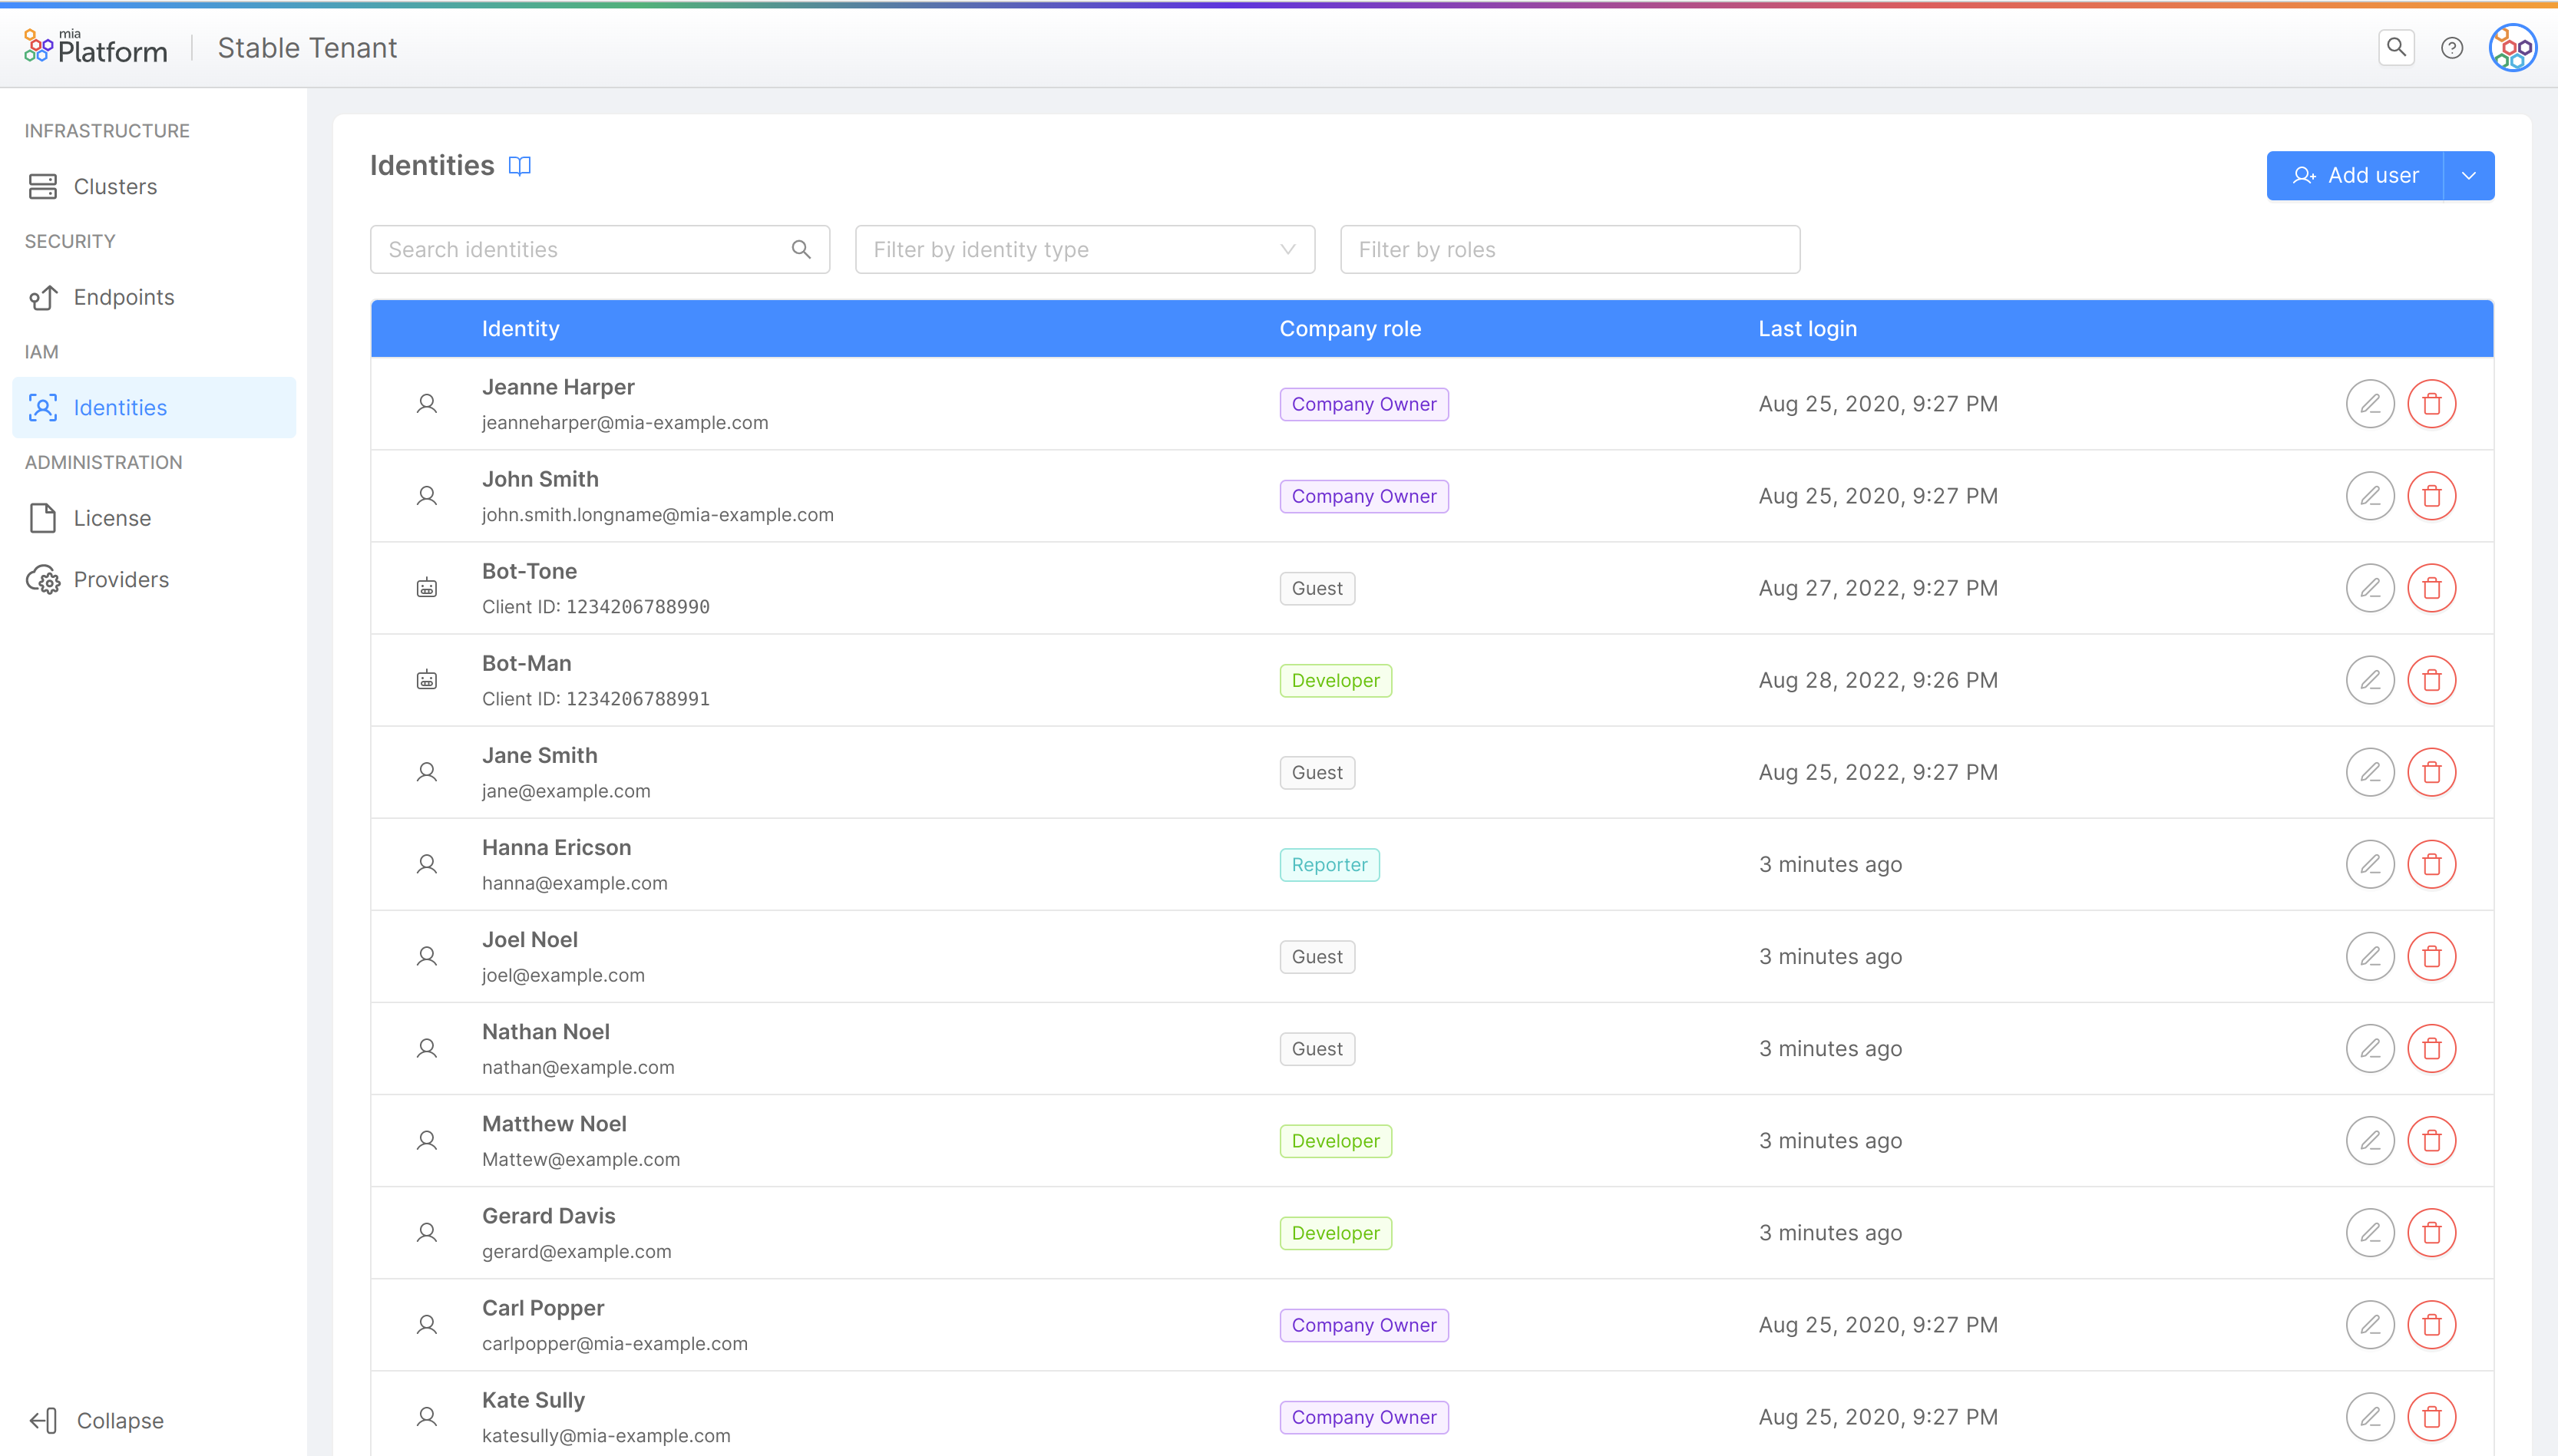 mia
Platform
Stable Tenant
INFRASTRUCTURE
Clusters
SECURITY
Endpoints
IAM
Identities
ADMINISTRATION
License
Providers
Collapse
Identities
Add user
Search identities
Filter by identity type
Filter by roles
Identity Company role Last login
Jeanne Harper
jeanneharper@mia-example.com
Company Owner
Aug 25, 2020, 9:27 PM
John Smith
john.smith.longname@mia-example.com
Company Owner
Aug 25, 2020, 9:27 PM
Bot-Tone
Client ID: 1234206788990
Guest
Aug 27, 2022, 9:27 PM
Bot-Man
Client ID: 1234206788991
Developer
Aug 28, 2022, 9:26 PM
Jane Smith
jane@example.com
Guest
Aug 25, 2022, 9:27 PM
Hanna Ericson
hanna@example.com
Reporter
3 minutes ago
Joel Noel
joel@example.com
Guest
3 minutes ago
Nathan Noel
nathan@example.com
Guest
3 minutes ago
Matthew Noel
Mattew@example.com
Developer
3 minutes ago
Gerard Davis
gerard@example.com
Developer
3 minutes ago
Carl Popper
carlpopper@mia-example.com
Company Owner
Aug 25, 2020, 9:27 PM
Kate Sully
katesully@mia-example.com
Company Owner
Aug 25, 2020, 9:27 PM